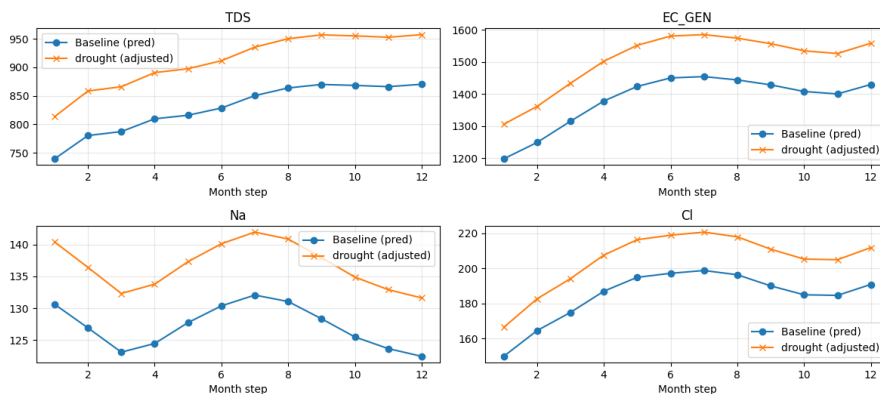 TDS
950
900
850
800
750
Baseline (pred)
drought (adjusted)
2 4 6 8 10 12
Month step
EC_GEN
1600
1500
1400
1300
1200
Baseline (pred)
drought (adjusted)
2 4 6 8 10 12
Month step
Na
140
135
130
125
Baseline (pred)
drought (adjusted)
2 4 6 8 10 12
Month step
Cl
220
200
180
160
Baseline (pred)
drought (adjusted)
2 4 6 8 10 12
Month step